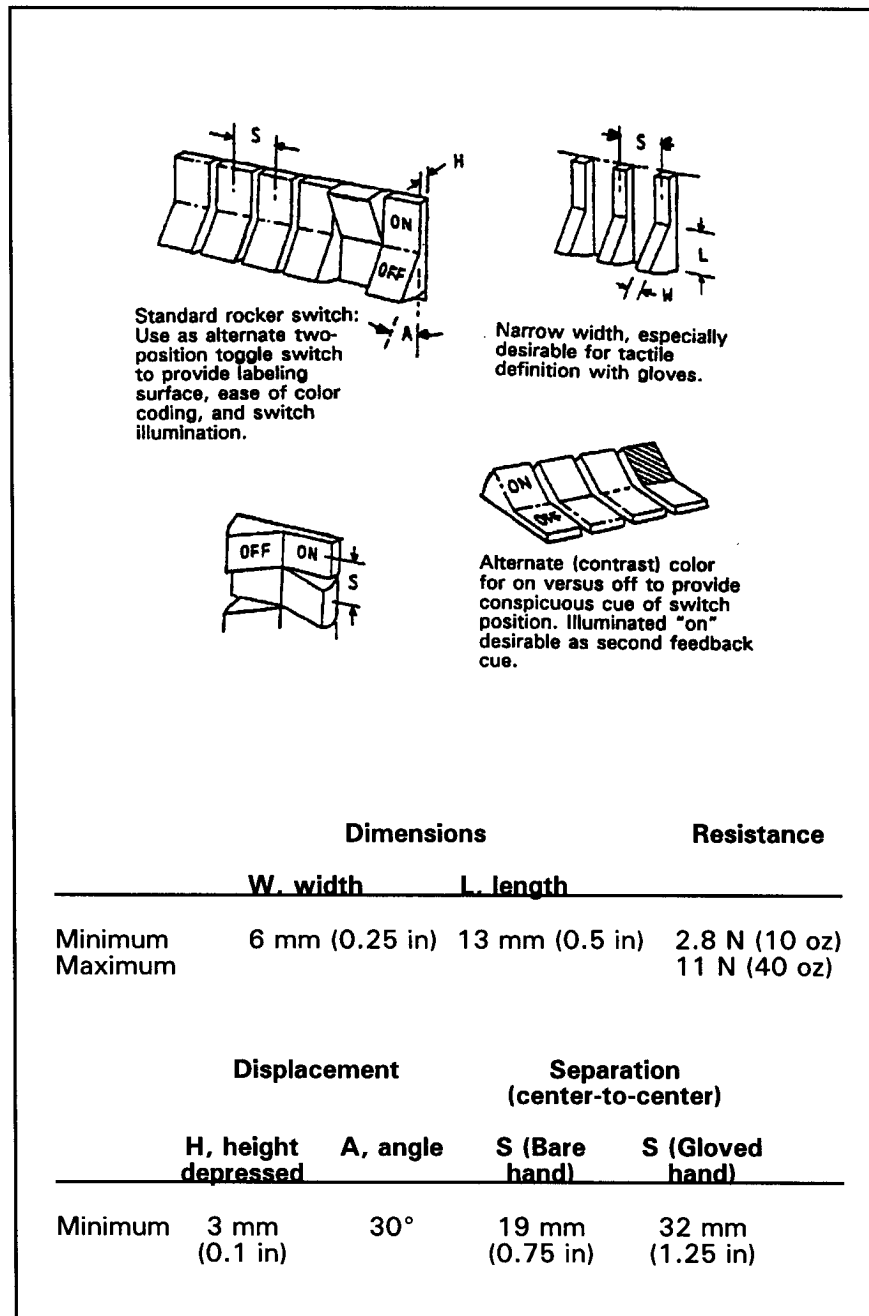 S
H
ON
OFF
A
Standard rocker switch:
Use as alternate two-
position toggle switch
to provide labeling
surface, ease of color
coding, and switch
illumination.
S
L
W
Narrow width, especially
desirable for tactile
definition with gloves.
OFF ON
S
ON
OFF
Alternate (contrast) color
for on versus off to provide
conspicuous cue of switch
position. Illuminated "on"
desirable as second feedback
cue.
Dimensions Resistance
W, width L, length
Minimum 6 mm (0.25 in) 13 mm (0.5 in) 2.8 N (10 oz)
Maximum 11 N (40 oz)
Displacement Separation
(center-to-center)
H, height A, angle S (Bare S (Gloved
depressed hand) hand)
Minimum 3 mm 30° 19 mm 32 mm
(0.1 in) (0.75 in) (1.25 in)